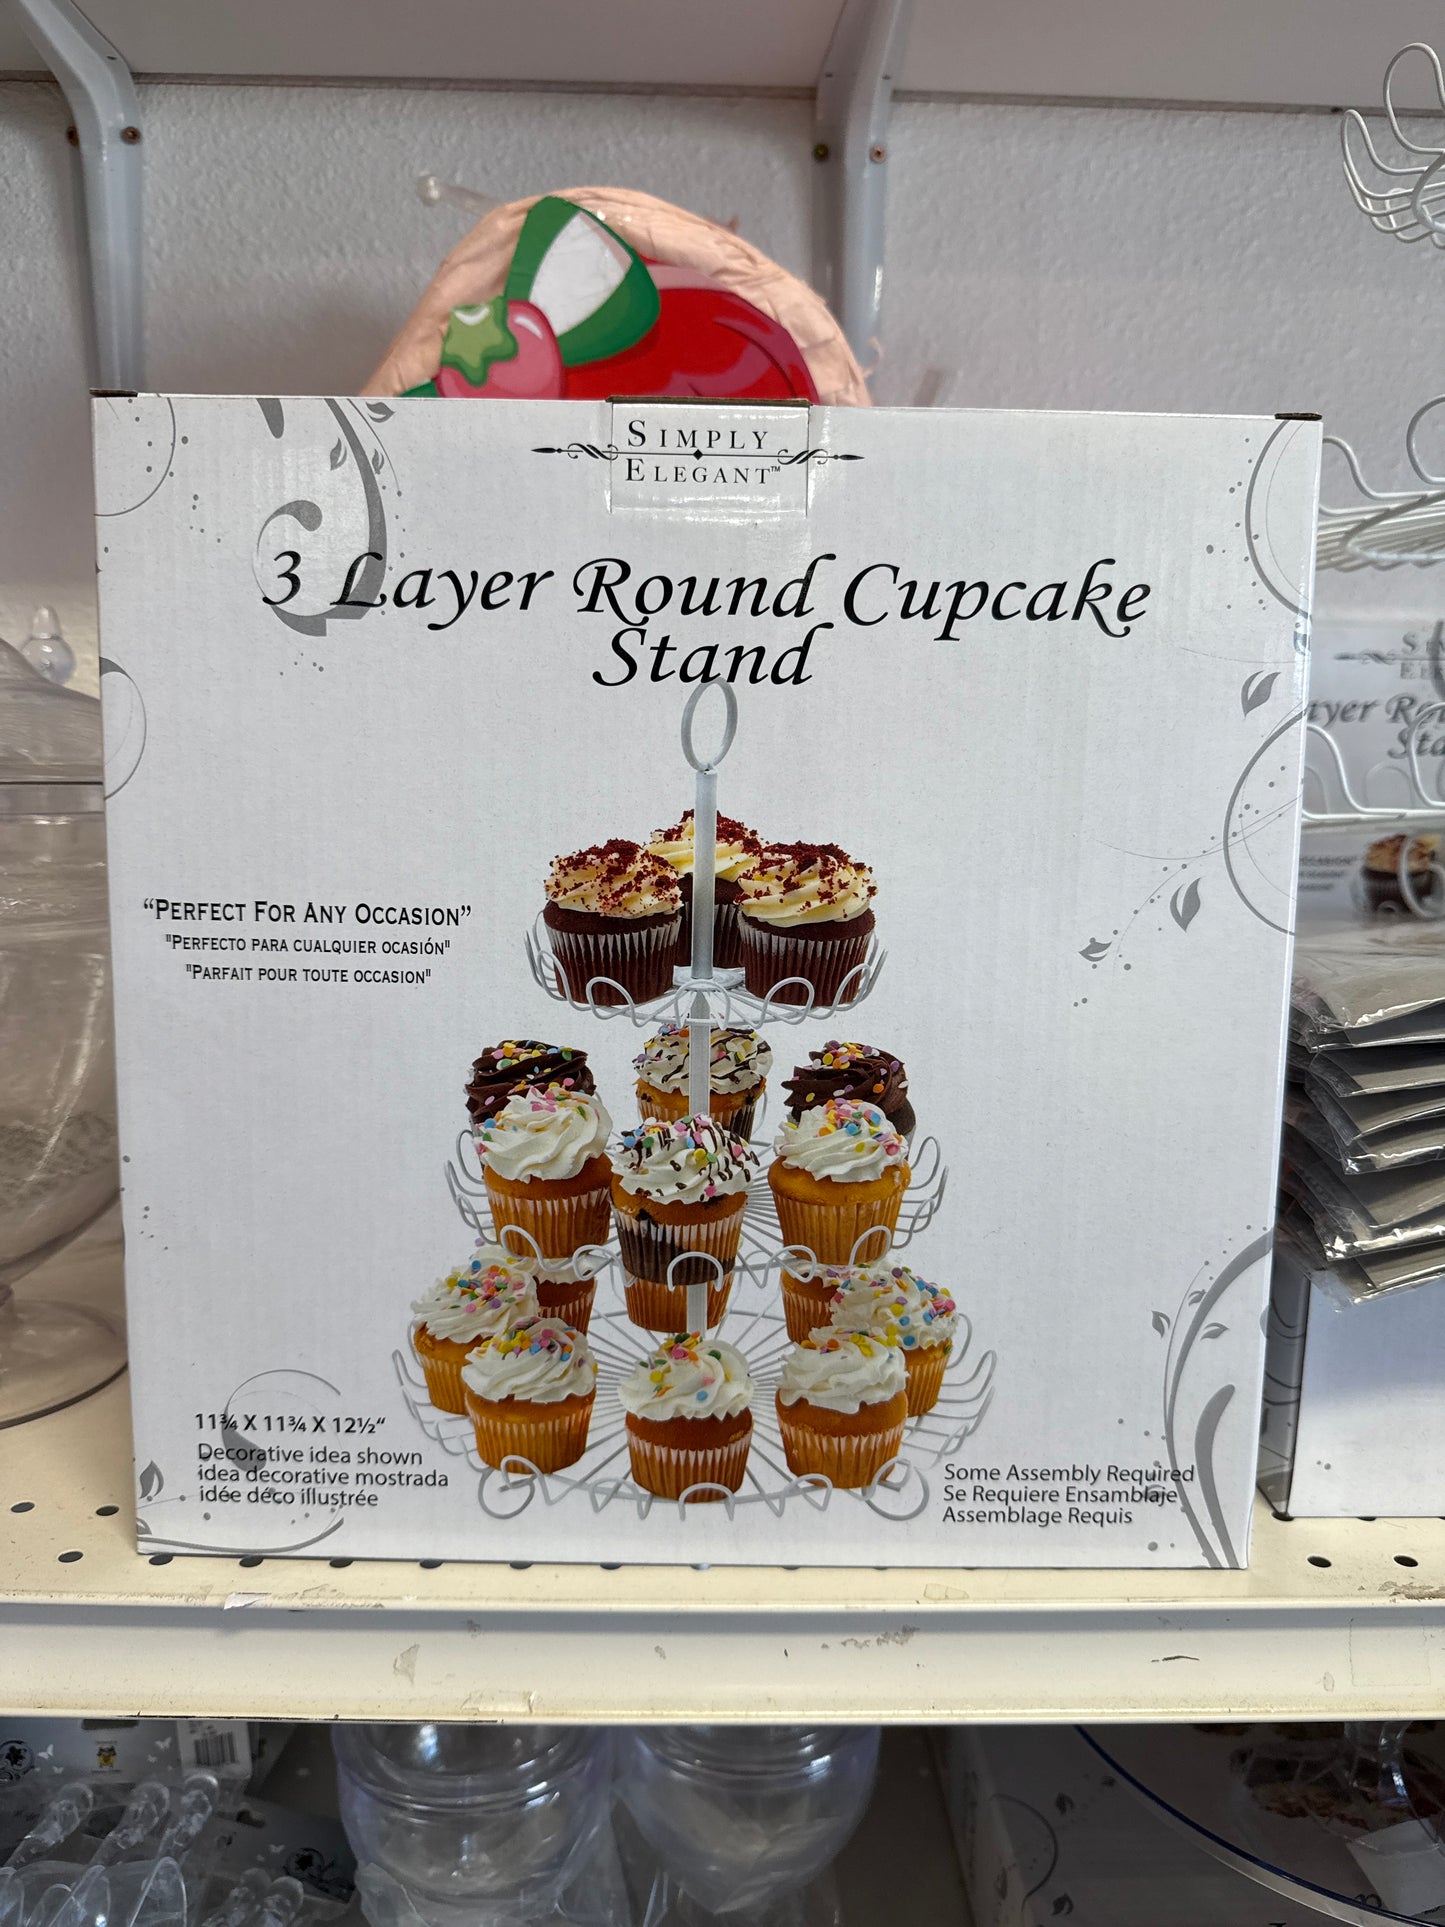 SIMPLY
ELEGANT™
3 Layer Round Cupcake
Stand
“PERFECT FOR ANY OCCASION”
"PERFECTO PARA CUALQUIER OCASIÓN"
"PARFAIT POUR TOUTE OCCASION"
11¾ X 11¾ X 12½“
Decorative idea shown
idea decorative mostrada
idée déco illustrée
Some Assembly Required
Se Requiere Ensamblaje
Assemblage Requis